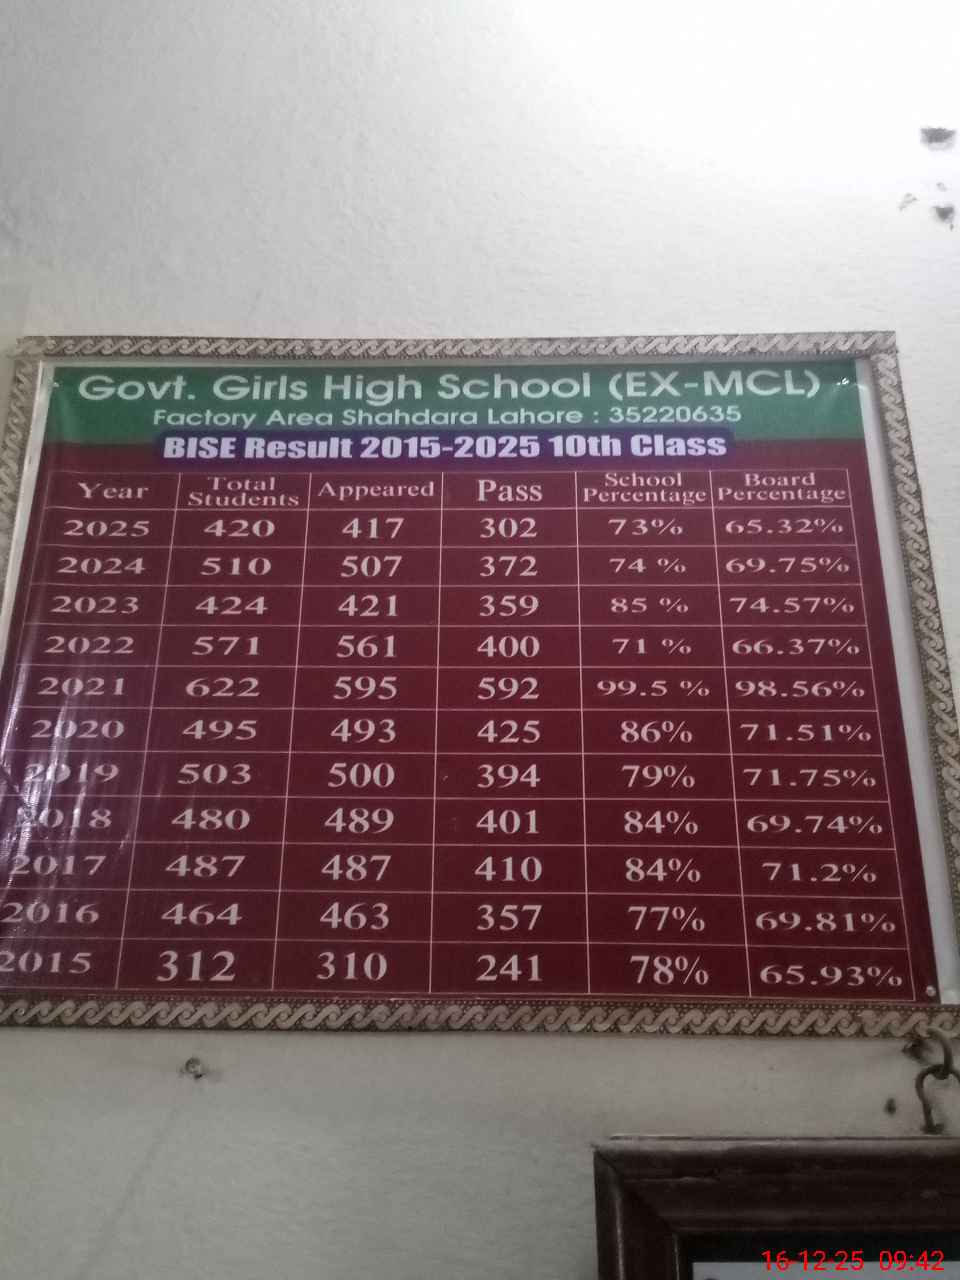 Govt. Girls High School (EX-MCL)
Factory Area Shahdara Lahore : 35220635
BISE Result 2015-2025 10th Class
Year Total Students Appeared Pass School Percentage Board Percentage
2025 420 417 302 73% 65.32%
2024 510 507 372 74 % 69.75%
2023 424 421 359 85 % 74.57%
2022 571 561 400 71 % 66.37%
2021 622 595 592 99.5 % 98.56%
2020 495 493 425 86% 71.51%
2019 503 500 394 79% 71.75%
2018 480 489 401 84% 69.74%
2017 487 487 410 84% 71.2%
2016 464 463 357 77% 69.81%
2015 312 310 241 78% 65.93%
16-12-25 09:42